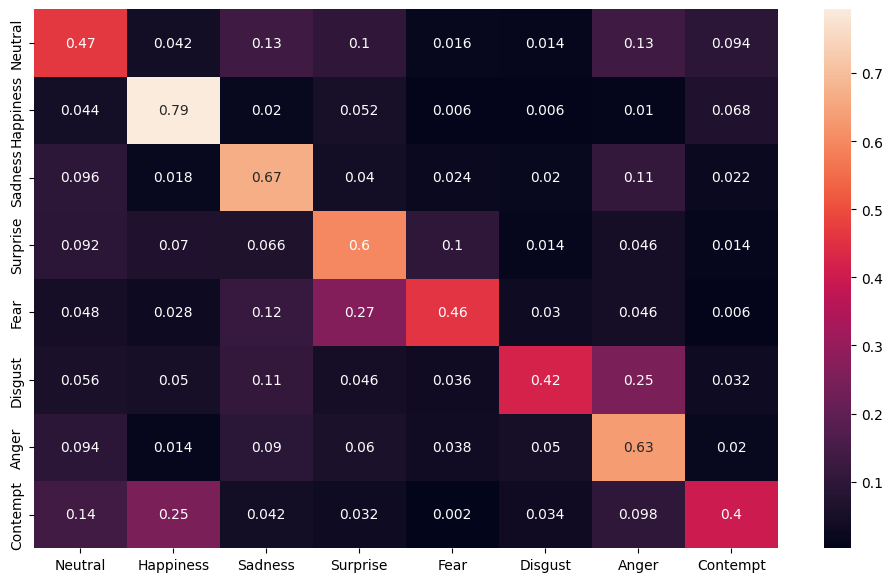 Neutral 0.47 0.042 0.13 0.1 0.016 0.014 0.13 0.094
Happiness 0.044 0.79 0.02 0.052 0.006 0.006 0.01 0.068
Sadness 0.096 0.018 0.67 0.04 0.024 0.02 0.11 0.022
Surprise 0.092 0.07 0.066 0.6 0.1 0.014 0.046 0.014
Fear 0.048 0.028 0.12 0.27 0.46 0.03 0.046 0.006
Disgust 0.056 0.05 0.11 0.046 0.036 0.42 0.25 0.032
Anger 0.094 0.014 0.09 0.06 0.038 0.05 0.63 0.02
Contempt 0.14 0.25 0.042 0.032 0.002 0.034 0.098 0.4
Neutral Happiness Sadness Surprise Fear Disgust Anger Contempt
0.7
0.6
0.5
0.4
0.3
0.2
0.1